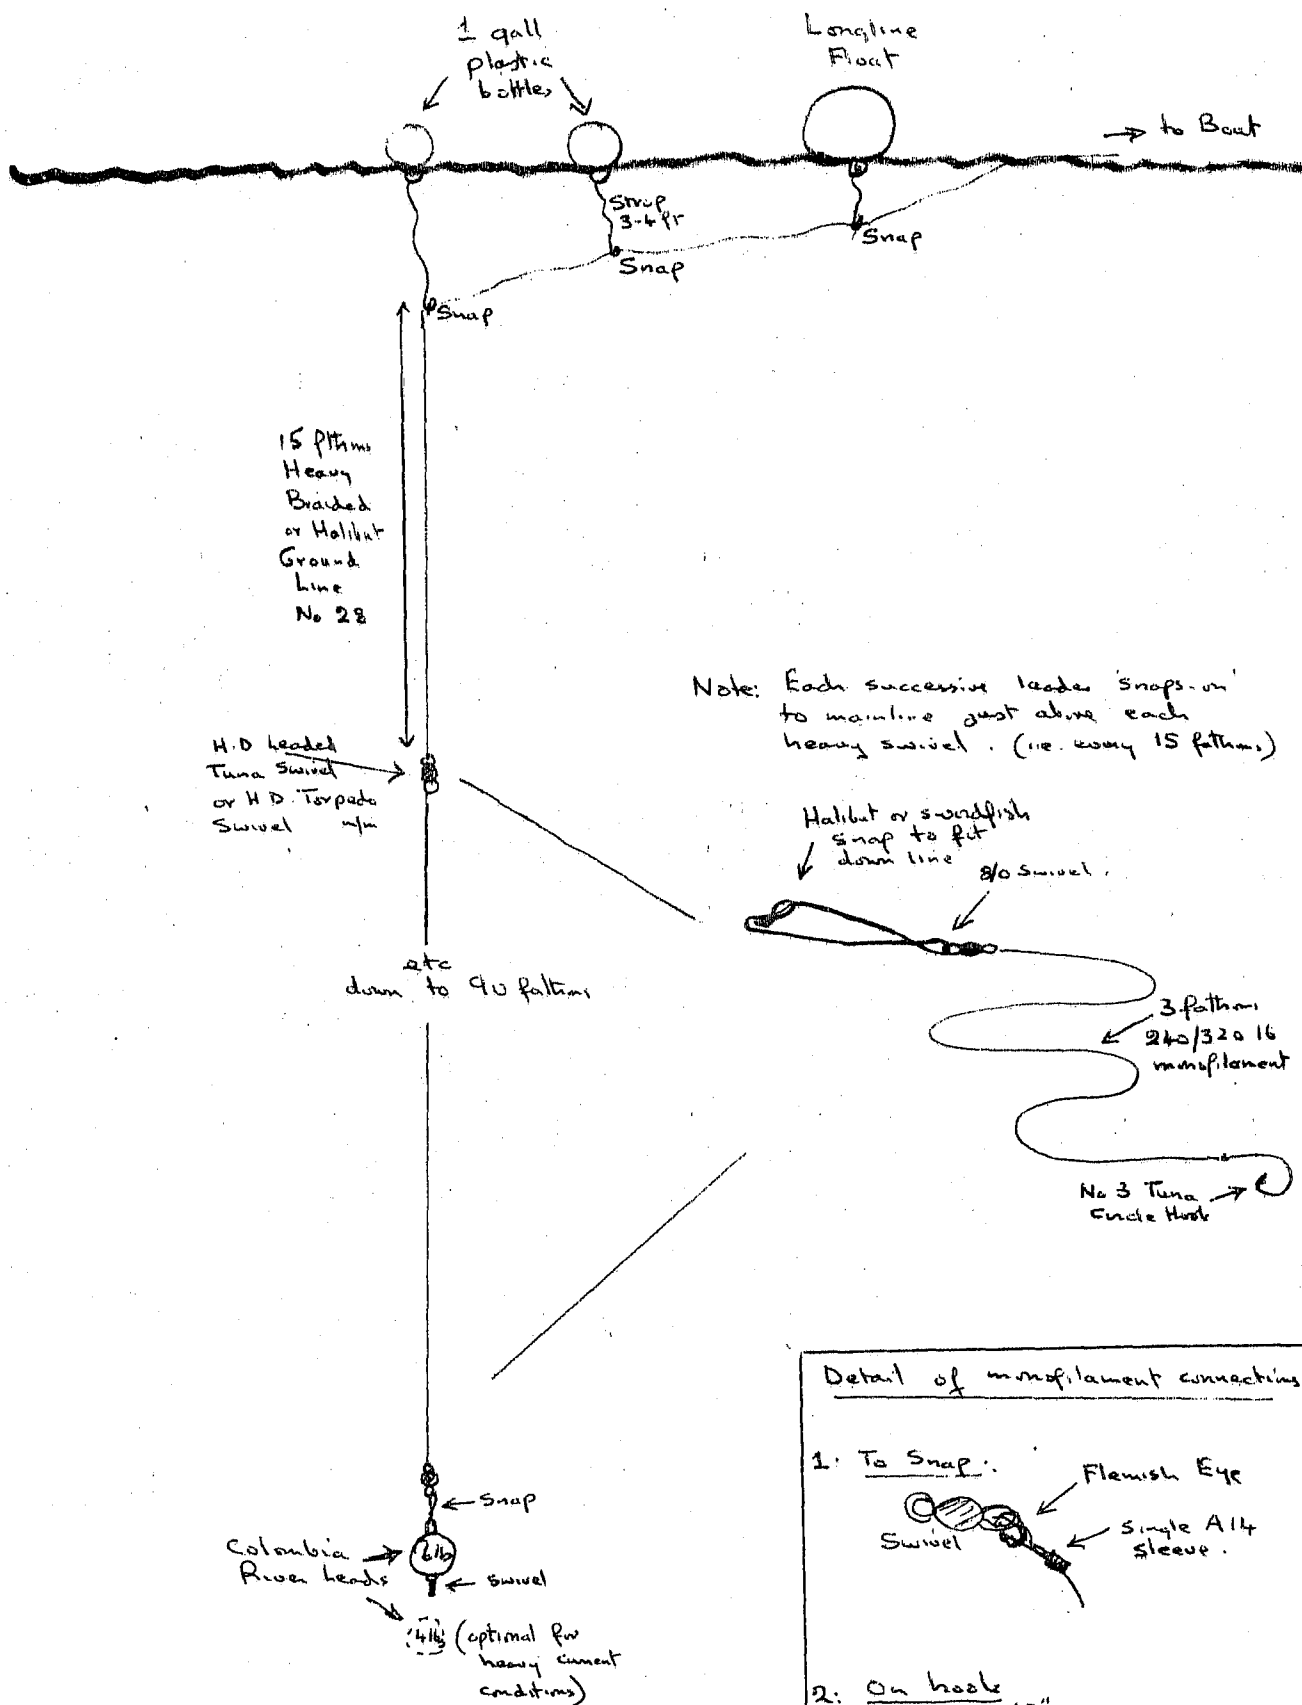 1 gall
plastic
bottles
Longline
Float
→ to Boat
Strop
3-4 ft
Snap
Snap
Snap
15 fthms
Heavy
Braided
or Halibut
Ground
Line
No 28
Note: Each successive leader 'snaps-on'
to mainline just above each
heavy swivel. (i.e. every 15 fathoms)
H.D Leaded
Tuna Swivel
or H.D. Torpedo
Swivel
Halibut or swordfish
snap to fit
down line
8/0 Swivel.
etc
down to 90 fathoms
3 fathoms
240/320 lb
monofilament
No 3 Tuna
Circle Hook
Detail of monofilament connections
1: To Snap:
Flemish Eye
Swivel
Single A14
sleeve.
Snap
Colombia
River leads
6lb
swivel
4lb (optional for
heavy current
conditions)
2: On hook